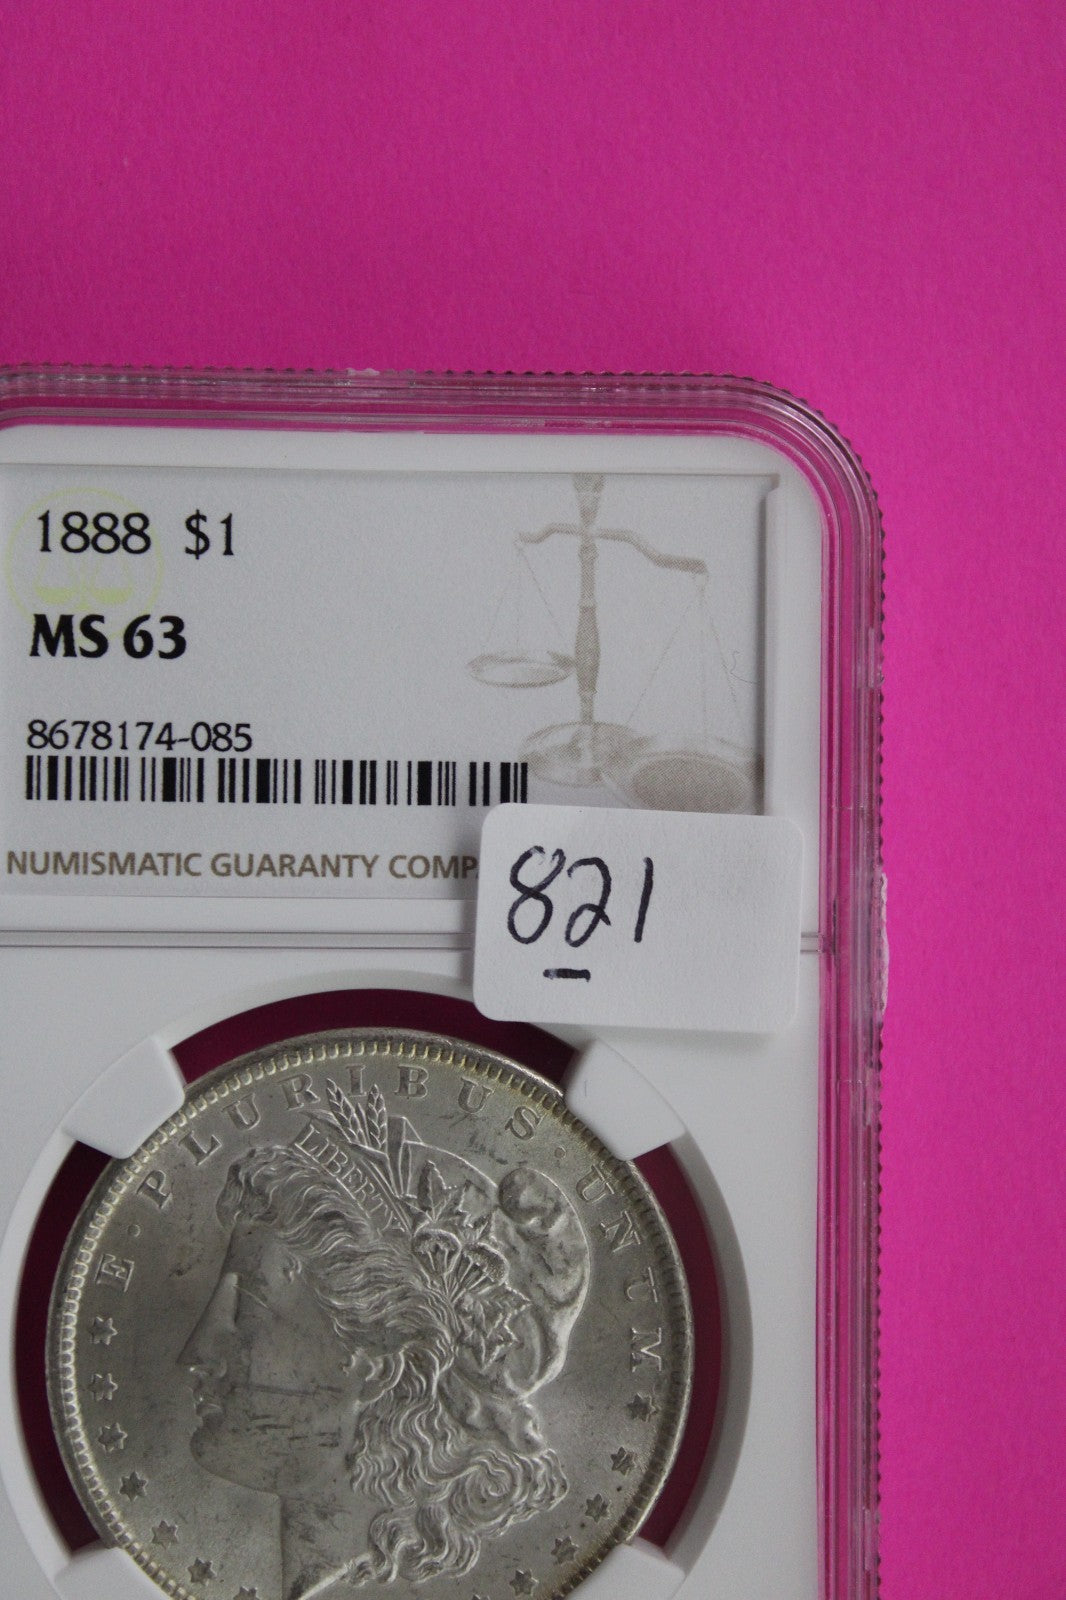 1888 $1
MS 63
8678174-085
NUMISMATIC GUARANTY COMP
821
E · PLURIBUS · UNUM
LIBERTY